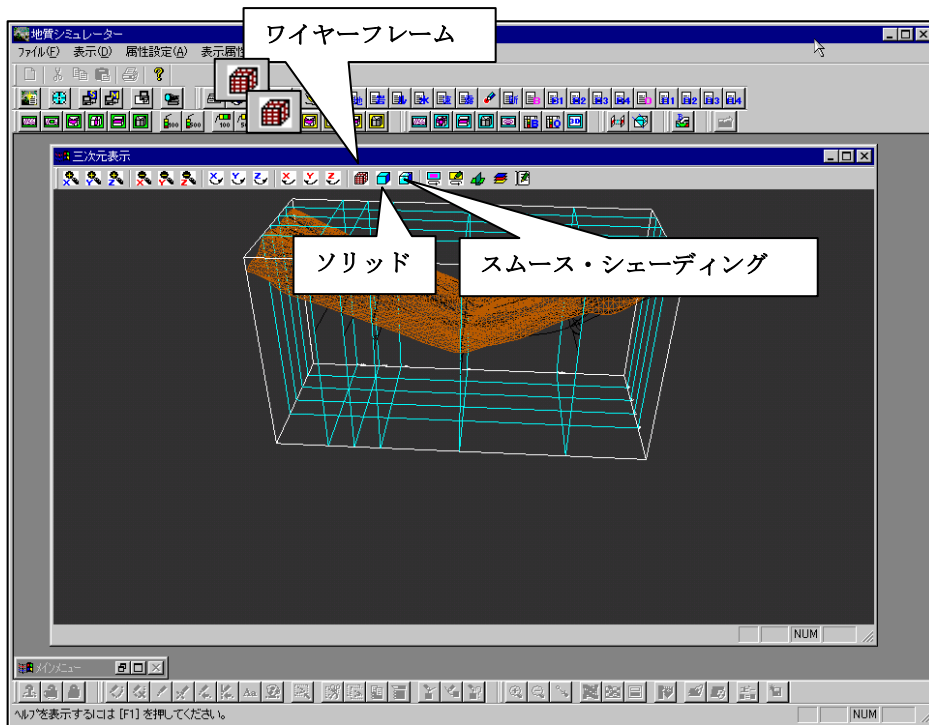 地質シミュレーター
ワイヤーフレーム
ファイル(F) 表示(D) 属性設定(A) 表示属性
三次元表示
X Y Z X Y Z X Y Z X Y Z
ソリッド
スムース・シェーディング
NUM
メインメニュー
ヘルプを表示するには [F1] を押してください。
NUM